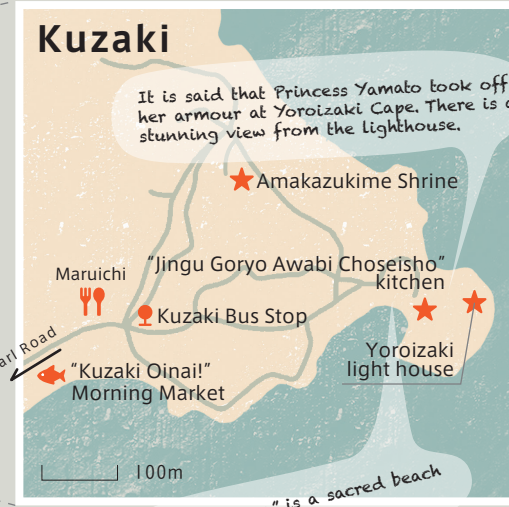 Kuzaki
It is said that Princess Yamato took off
her armour at Yoroizaki Cape. There is a
stunning view from the lighthouse.
Amakazukime Shrine
"Jingu Goryo Awabi Choseisho"
kitchen
Maruichi
Kuzaki Bus Stop
Yoroizaki
light house
arl Road
"Kuzaki Oinai!"
Morning Market
100m
" is a sacred beach